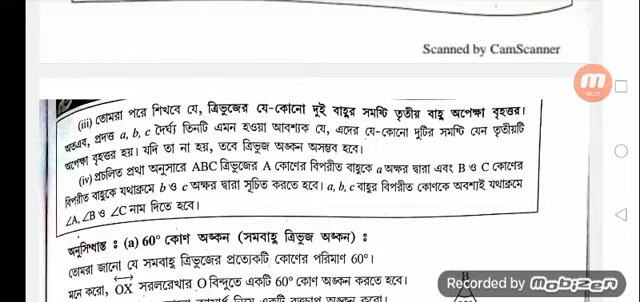 Scanned by CamScanner
05:17
(iii) তোমরা পরে শিখবে যে, ত্রিভুজের যে-কোনো দুই বাহুর সমষ্টি তৃতীয় বাহু অপেক্ষা বৃহত্তর।
অতএব, প্রদত্ত a, b, c দৈর্ঘ্য তিনটি এমন হওয়া আবশ্যক যে, এদের যে-কোনো দুটির সমষ্টি যেন তৃতীয়টি
অপেক্ষা বৃহত্তর হয়। যদি তা না হয়, তবে ত্রিভুজ অঙ্কন অসম্ভব হবে।
(iv) প্রচলিত প্রথা অনুসারে ABC ত্রিভুজের A কোণের বিপরীত বাহুকে a অক্ষর দ্বারা এবং B ও C কোণের
বিপরীত বাহুকে যথাক্রমে b ও c অক্ষর দ্বারা সূচিত করতে হবে। a, b, c বাহুর বিপরীত কোণকে অবশ্যই যথাক্রমে
∠A, ∠B ও ∠C নাম দিতে হবে।
অনুসিদ্ধান্ত : (a) 60° কোণ অঙ্কন (সমবাহু ত্রিভুজ অঙ্কন) :
তোমরা জানো যে সমবাহু ত্রিভুজের প্রত্যেকটি কোণের পরিমাণ 60°।
মনে করো, OX সরলরেখার O বিন্দুতে একটি 60° কোণ অঙ্কন করতে হবে।
B
Recorded by Mobizen